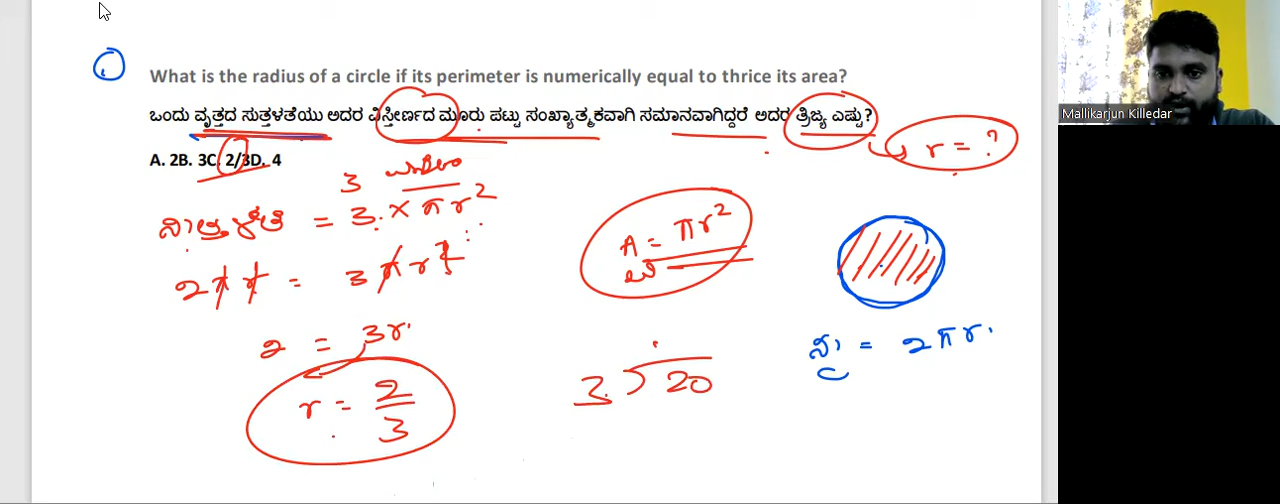 What is the radius of a circle if its perimeter is numerically equal to thrice its area?
ಒಂದು ವೃತ್ತದ ಸುತ್ತಳತೆಯು ಅದರ ವಿಸ್ತೀರ್ಣದ ಮೂರು ಪಟ್ಟು ಸಂಖ್ಯಾತ್ಮಕವಾಗಿ ಸಮಾನವಾಗಿದ್ದರೆ ಅದರ ತ್ರಿಜ್ಯ ಎಷ್ಟು?
r = ?
A. 2B. 3C. 2/3D. 4
3
= 3 × πr²
A = πr²
2πr = 3πr²
2 = 3r
= 2πr
r = 2/3
3) 20
Mallikarjun Killedar